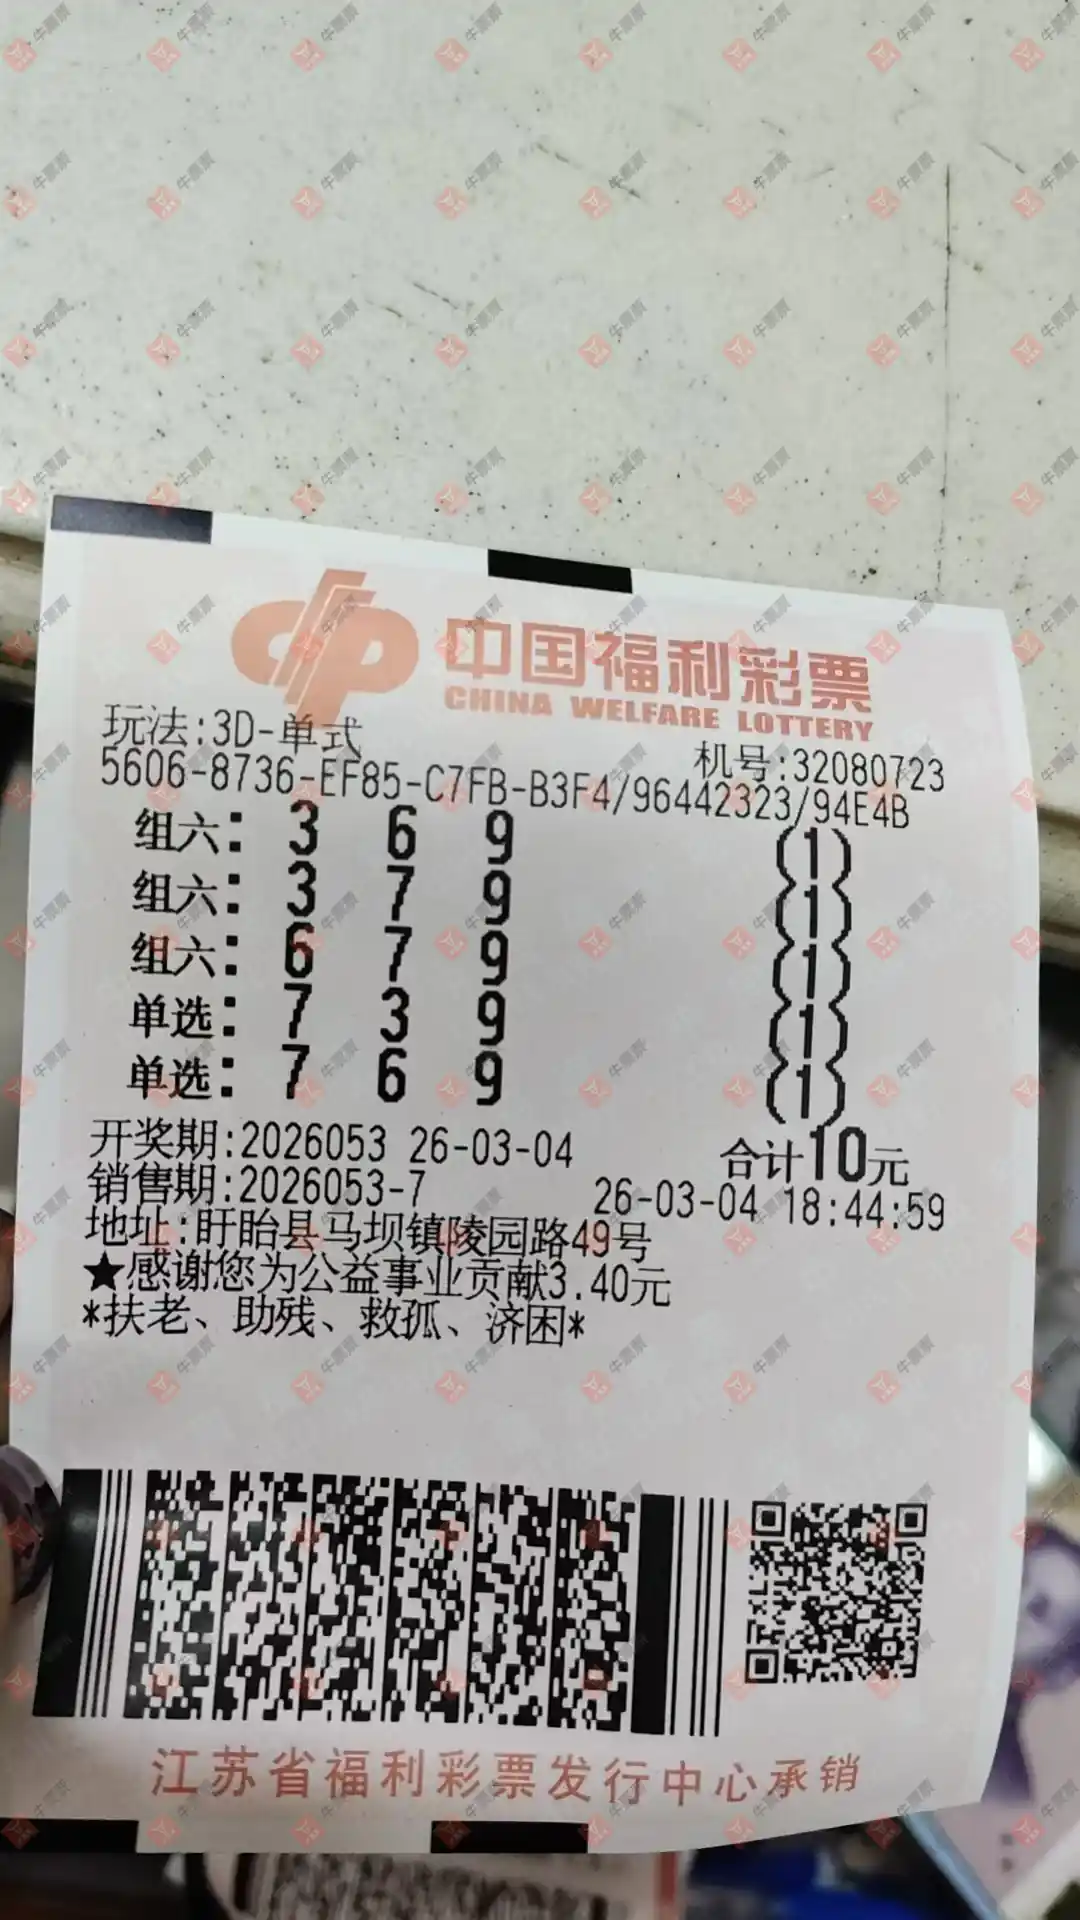 中国福利彩票
CHINA WELFARE LOTTERY
玩法:3D-单式
机号:32080723
5606-8736-EF85-C7FB-B3F4/96442323/94E4B
组六: 3 6 9 (1)
组六: 3 7 9 (1)
组六: 6 7 9 (1)
单选: 7 3 9 (1)
单选: 7 6 9 (1)
开奖期:2026053 26-03-04 合计10元
销售期:2026053-7 26-03-04 18:44:59
地址:盱眙县马坝镇陵园路49号
★感谢您为公益事业贡献3.40元
*扶老、助残、救孤、济困*
江苏省福利彩票发行中心承销
牛票票